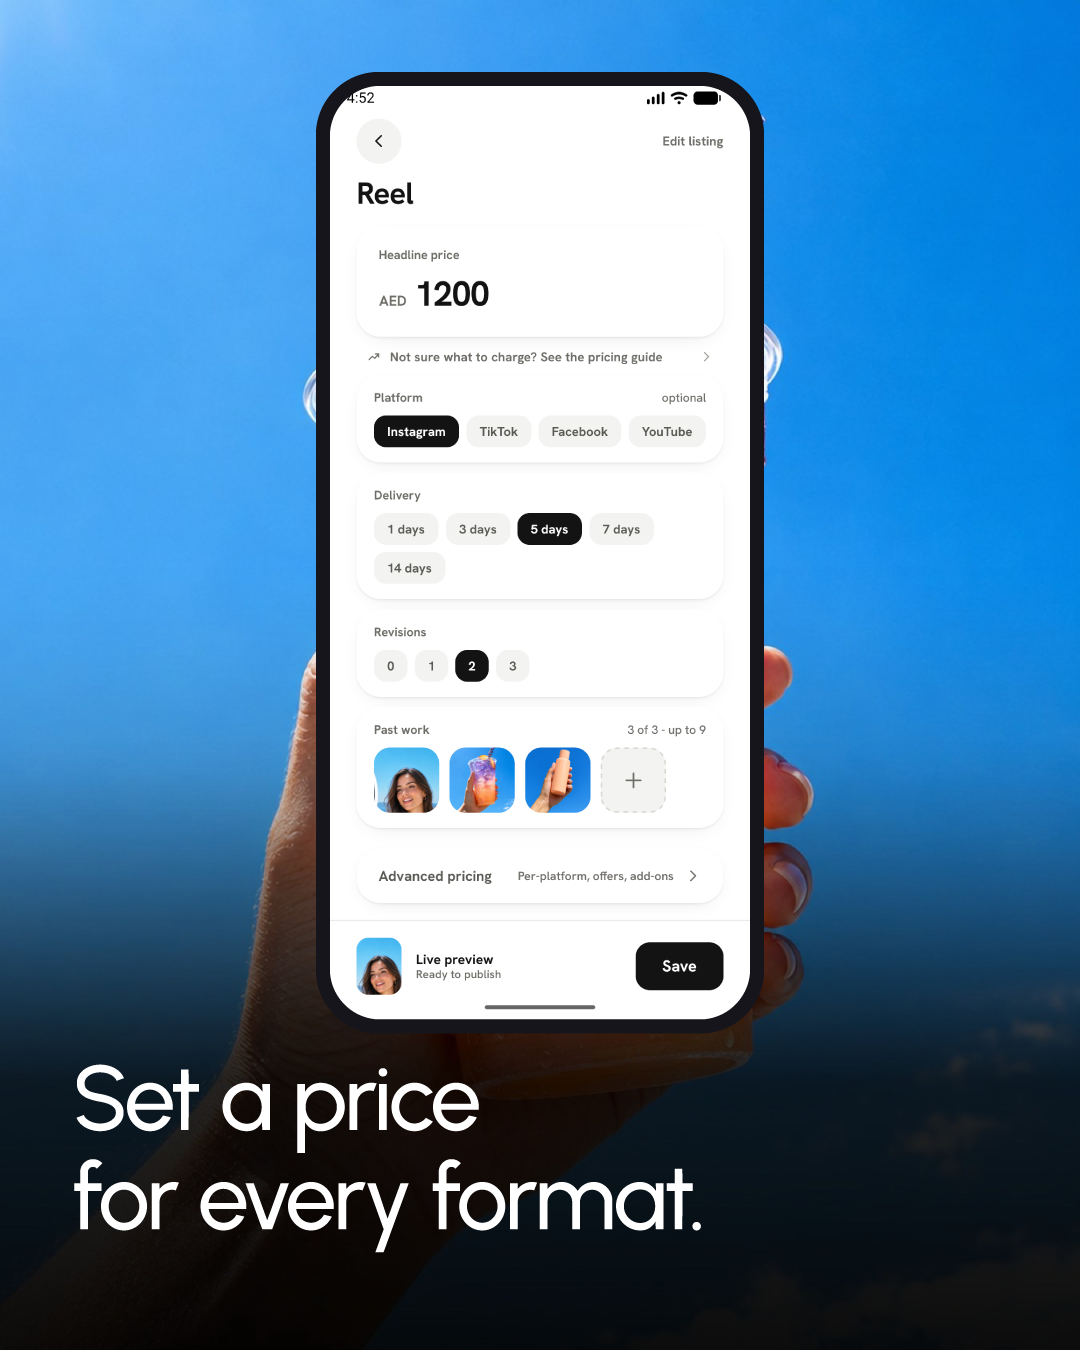 4:52
Edit listing
Reel
Headline price
AED 1200
Not sure what to charge? See the pricing guide
Platform optional
Instagram TikTok Facebook YouTube
Delivery
1 days 3 days 5 days 7 days
14 days
Revisions
0 1 2 3
Past work 3 of 3 - up to 9
Advanced pricing Per-platform, offers, add-ons
Live preview
Ready to publish
Save
Set a price
for every format.